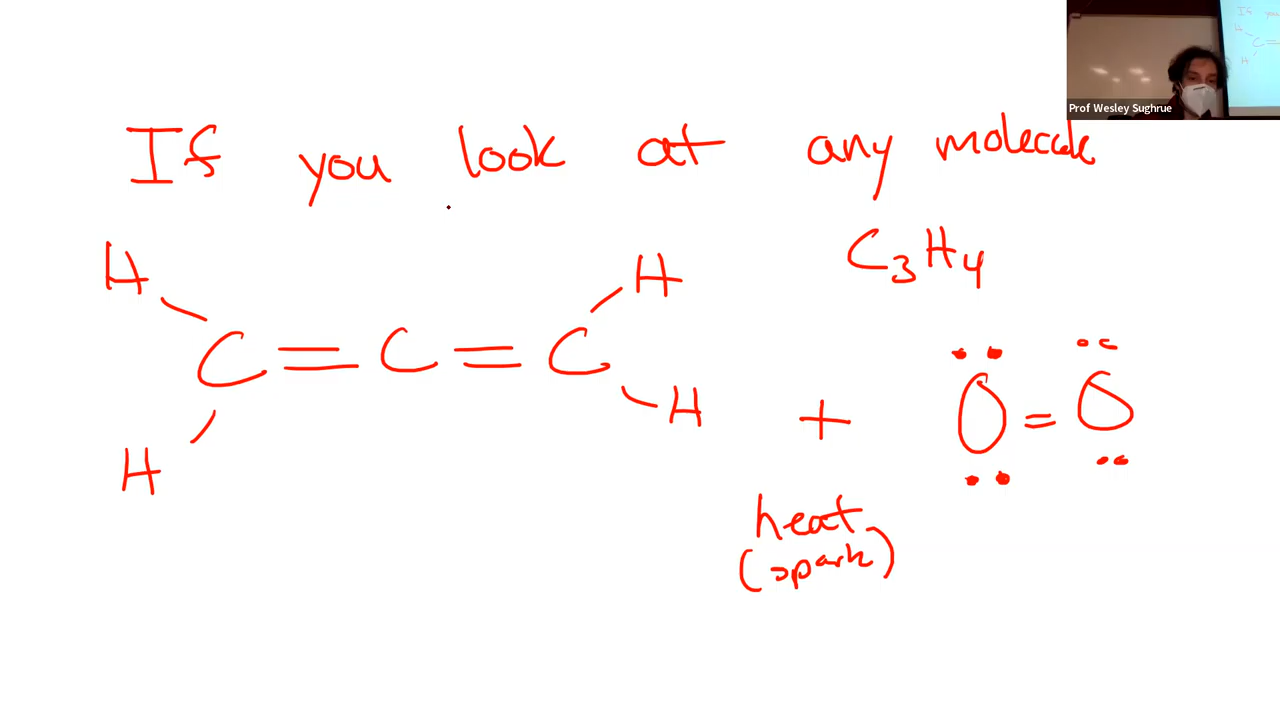 Prof Wesley Sughrue
If you look at any molecule
C3H4
H H
C = C = C
H
H
+ O = O
heat
(spark)